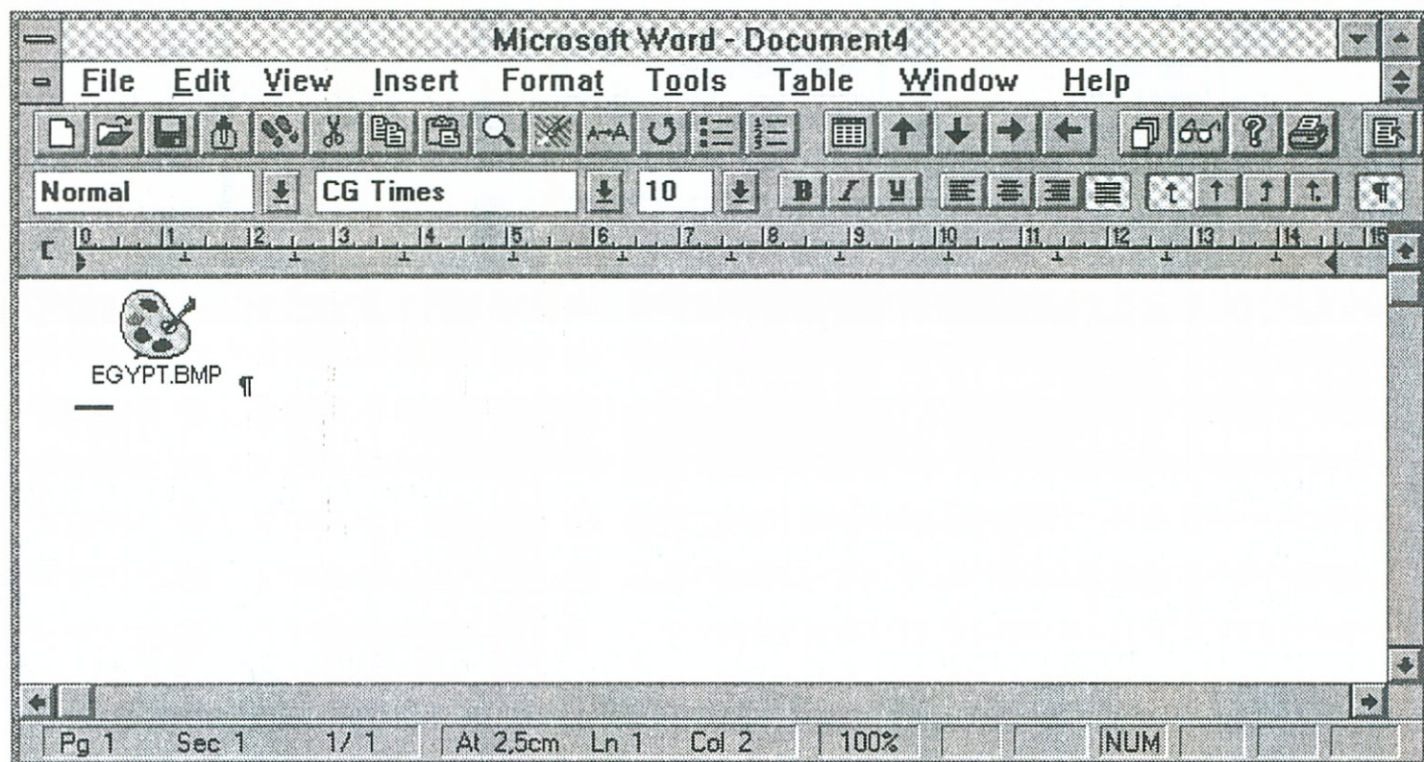 Microsoft Word - Document4
File Edit View Insert Format Tools Table Window Help
Normal CG Times 10 B I U ¶
0 1 2 3 4 5 6 7 8 9 10 11 12 13 14 15
EGYPT.BMP ¶
Pg 1 Sec 1 1/ 1 At 2,5cm Ln 1 Col 2 100% NUM